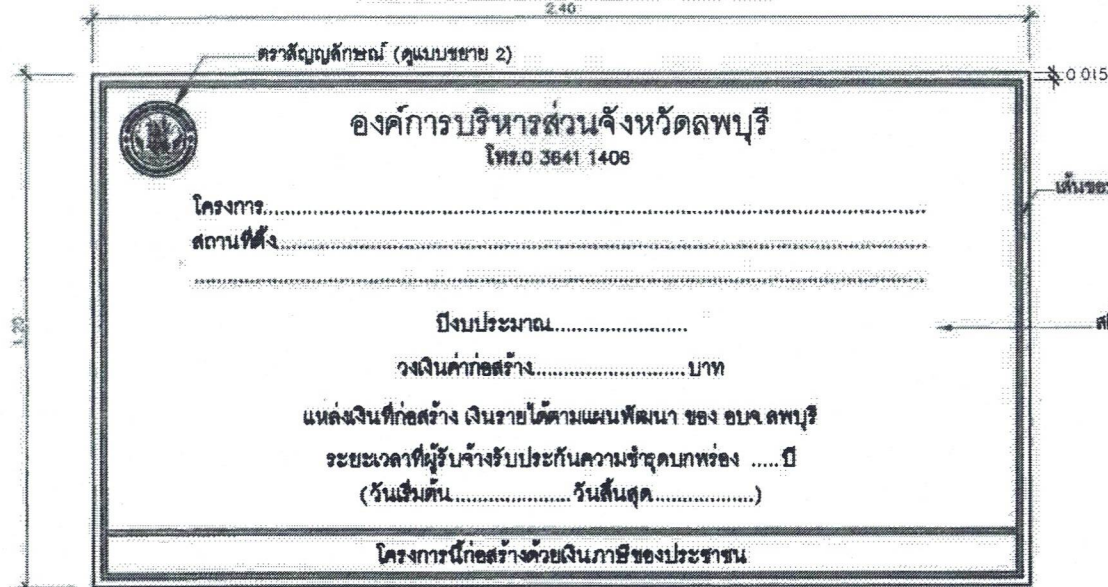 2.40
ตราสัญญลักษณ์ (ดูแบบขยาย 2)
0.015
องค์การบริหารส่วนจังหวัดลพบุรี
โทร.0 3641 1406
โครงการ
สถานที่ตั้ง
1.20
ปีงบประมาณ
วงเงินค่าก่อสร้าง บาท
แหล่งเงินที่ก่อสร้าง เงินรายได้ตามแผนพัฒนา ของ อบจ.ลพบุรี
ระยะเวลาที่ผู้รับจ้างรับประกันความชำรุดบกพร่อง .....ปี
(วันเริ่มต้น....................วันสิ้นสุด.................)
โครงการนี้ก่อสร้างด้วยเงินภาษีของประชาชน